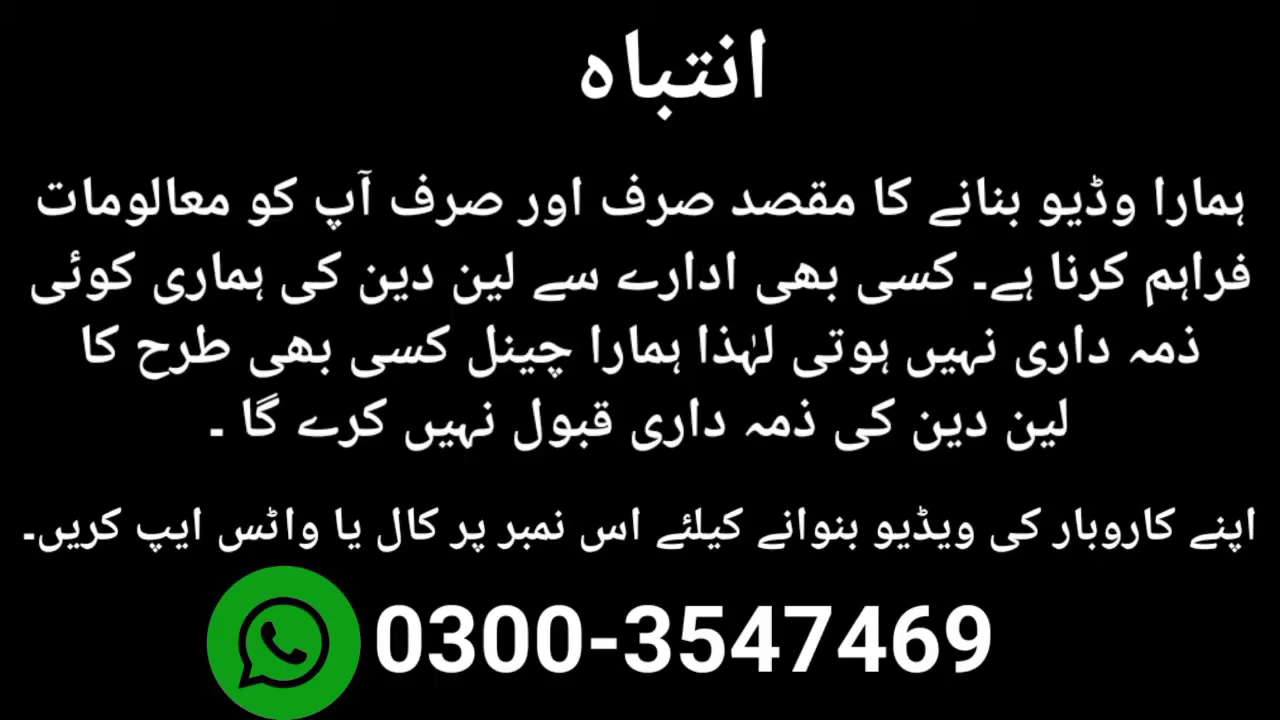 انتباہ
ہمارا وڈیو بنانے کا مقصد صرف اور صرف آپ کو معالومات
فراہم کرنا ہے۔ کسی بھی ادارے سے لین دین کی ہماری کوئی
ذمہ داری نہیں ہوتی لہٰذا ہمارا چینل کسی بھی طرح کا
لین دین کی ذمہ داری قبول نہیں کرے گا ۔
اپنے کاروبار کی ویڈیو بنوانے کیلئے اس نمبر پر کال یا واٹس ایپ کریں۔
0300-3547469